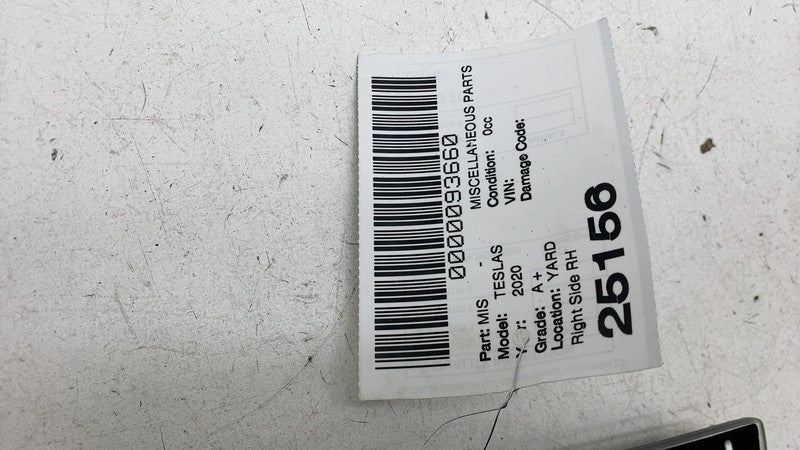 0000093660
Part: MIS - MISCELLANEOUS PARTS
Model: TESLAS Condition: 0cc
Year: 2020 VIN:
Grade: A+ Damage Code:
Location: YARD
Right Side RH
25156